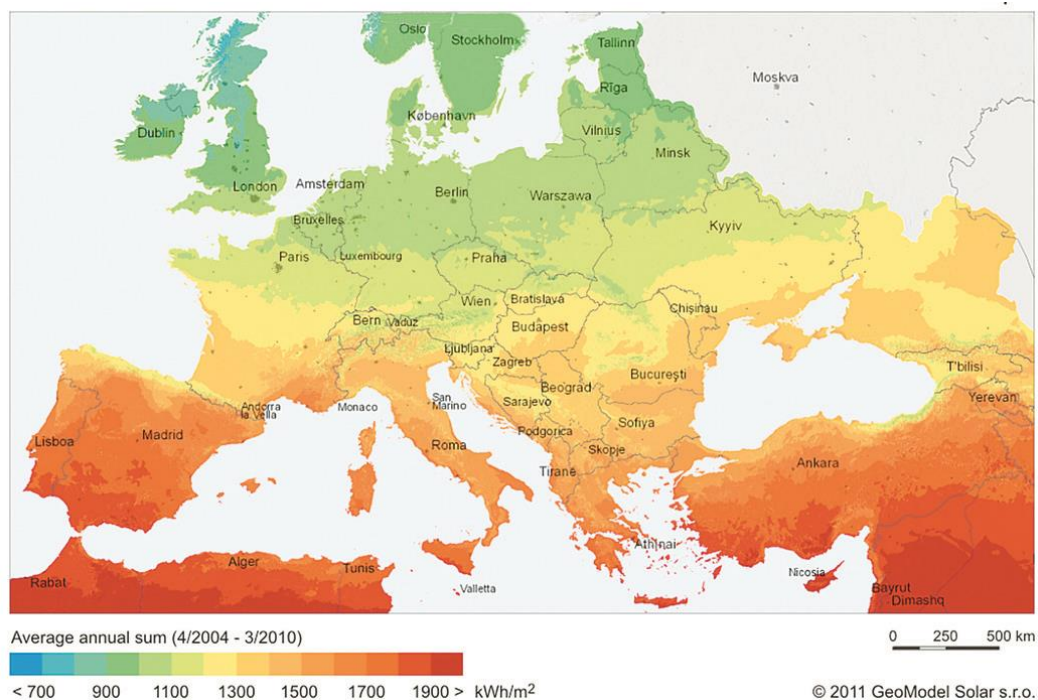 Oslo
Stockholm
Tallinn
Rīga
Moskva
Dublin
København
Vilnius
Minsk
London
Amsterdam
Berlin
Warszawa
Bruxelles
Kyyiv
Paris
Luxembourg
Praha
Wien
Bratislava
Chişinău
Bern
Vaduz
Budapest
Ljubljana
Zagreb
T'bilisi
Bucureşti
Beograd
Yerevan
Andorra
la Vella
Monaco
San
Marino
Sarajevo
Lisboa
Madrid
Roma
Podgorica
Sofiya
Skopje
Tiranë
Ankara
Athínai
Rabat
Alger
Tunis
Valletta
Nicosia
Bayrut
Dimashq
Average annual sum (4/2004 - 3/2010)
0 250 500 km
< 700 900 1100 1300 1500 1700 1900 > kWh/m²
© 2011 GeoModel Solar s.r.o.